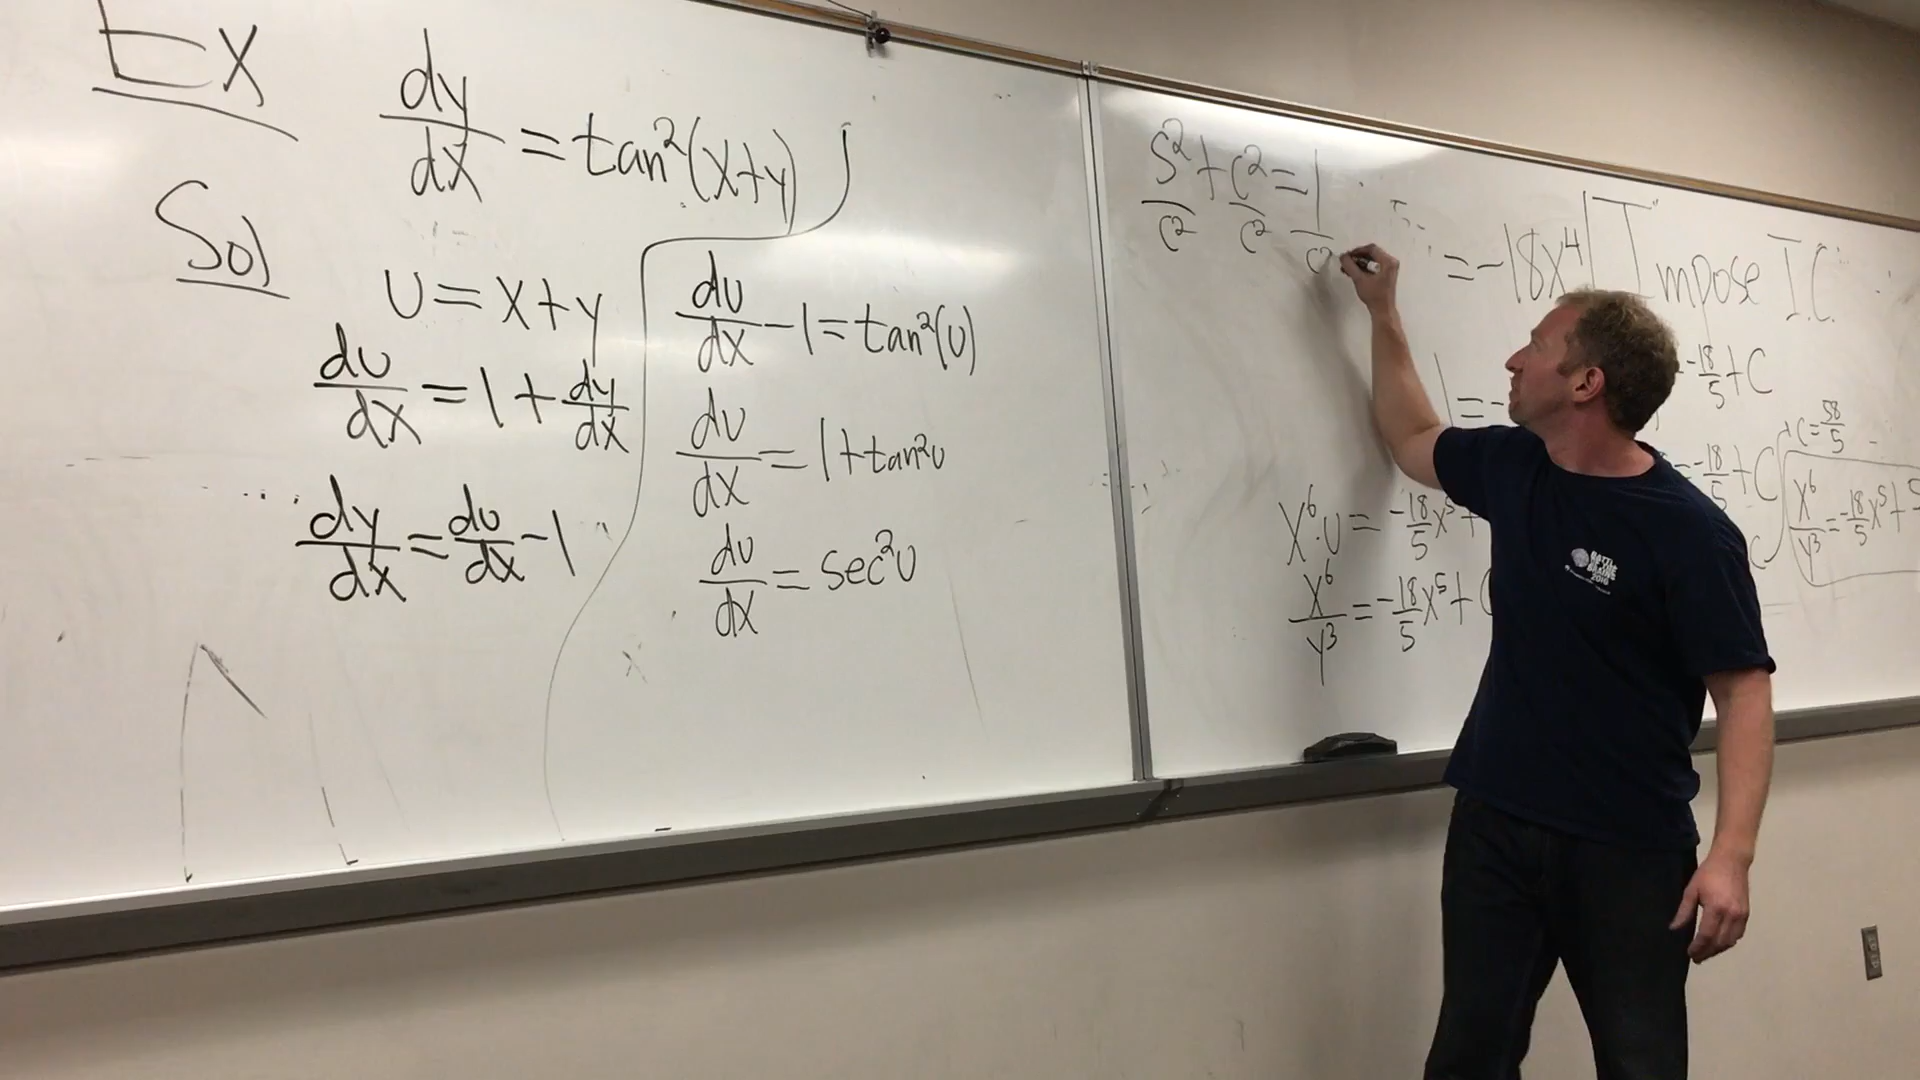 Ex
dy/dx = tan²(x+y)
Sol
U = x+y
du/dx = 1 + dy/dx
dy/dx = du/dx - 1
du/dx - 1 = tan²(u)
du/dx = 1 + tan²u
du/dx = sec²u
S²/C² + C²/C² = 1/C²
= -18x⁴
Impose I.C.
-18/5 + C
1 = -
-18/5 + C
C = 58/5
x⁶·u = -18/5 x⁵ +
x⁶/y³ = -18/5 x⁵ + C
x⁶/y³ = -18/5 x⁵ + 5